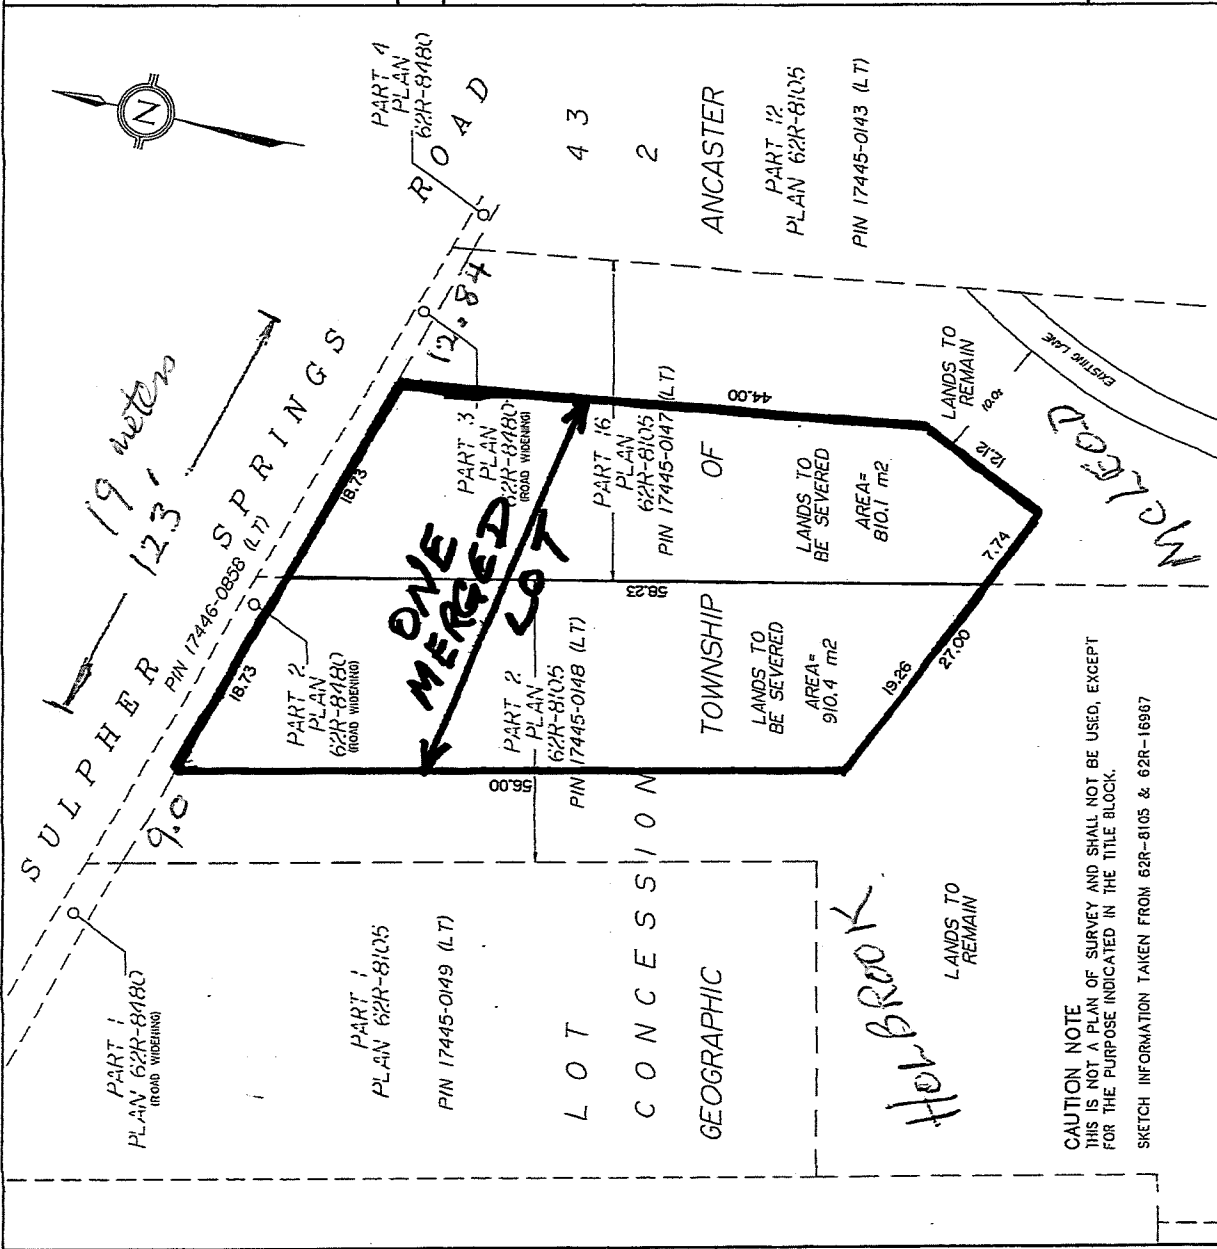 N
PART 4
PLAN
62R-8480
SULPHER SPRINGS ROAD
19 meters
123'
PIN 17446-0858 (LT)
12.84
9.0
18.73
18.73
PART 1
PLAN 62R-8480
(ROAD WIDENING)
PART 2
PLAN
62R-8480
(ROAD WIDENING)
PART 3
PLAN
62R-8480
(ROAD WIDENING)
ONE
MERGED
LOT
PART 1
PLAN 62R-8105
PIN 17445-0149 (LT)
PART 2
PLAN
62R-8105
PIN 17445-0148 (LT)
PART 16
PLAN
62R-8105
PIN 17445-0147 (LT)
PART 12
PLAN 62R-8105
PIN 17445-0143 (LT)
LOT 43
CONCESSION 2
GEOGRAPHIC TOWNSHIP OF ANCASTER
56.00
58.23
44.00
LANDS TO
BE SEVERED
AREA=
910.4 m2
LANDS TO
BE SEVERED
AREA=
810.1 m2
19.26
27.00
7.74
12.12
LANDS TO
REMAIN
EXISTING LANE
McLEOD
HOLBROOK
LANDS TO
REMAIN
CAUTION NOTE
THIS IS NOT A PLAN OF SURVEY AND SHALL NOT BE USED, EXCEPT
FOR THE PURPOSE INDICATED IN THE TITLE BLOCK.
SKETCH INFORMATION TAKEN FROM 62R-8105 & 62R-16967